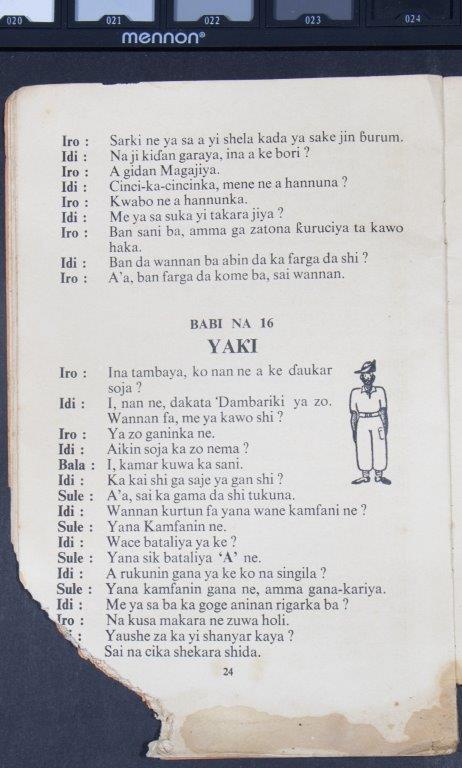 020 021 022 023 024
mennon®
Iro : Sarki ne ya sa a yi shela kada ya sake jin ɓurum.
Idi : Na ji kiɗan garaya, ina a ke bori ?
Iro : A gidan Magajiya.
Idi : Cinci-ka-cincinka, mene ne a hannuna ?
Iro : Kwabo ne a hannunka.
Idi : Me ya sa suka yi takara jiya ?
Iro : Ban sani ba, amma ga zatona ƙuruciya ta kawo
haka.
Idi : Ban da wannan ba abin da ka farga da shi ?
Iro : A'a, ban farga da kome ba, sai wannan.
BABI NA 16
YAƘI
Iro : Ina tambaya, ko nan ne a ke ɗaukar
soja ?
Idi : I, nan ne, dakata 'Dambariki ya zo.
Wannan fa, me ya kawo shi ?
Iro : Ya zo ganinka ne.
Idi : Aikin soja ka zo nema ?
Bala : I, kamar kuwa ka sani.
Idi : Ka kai shi ga saje ya gan shi ?
Sule : A'a, sai ka gama da shi tukuna.
Idi : Wannan kurtun fa yana wane kamfani ne ?
Sule : Yana Kamfanin ne.
Idi : Wace bataliya ya ke ?
Sule : Yana sik bataliya 'A' ne.
Idi : A rukunin gana ya ke ko na singila ?
Sule : Yana kamfanin gana ne, amma gana-kariya.
Idi : Me ya sa ba ka goge aninan rigarka ba ?
Iro : Na kusa makara ne zuwa holi.
: Yaushe za ka yi shanyar kaya ?
Sai na cika shekara shida.
24